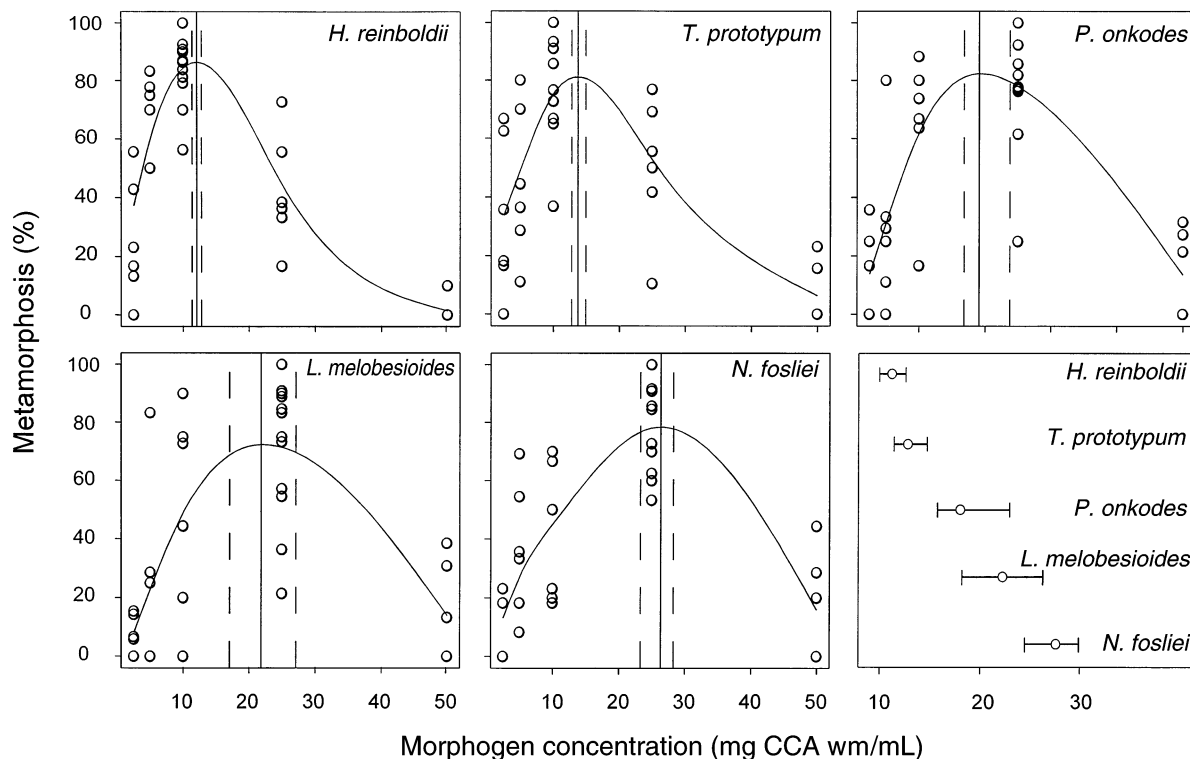 Metamorphosis (%)
100
80
60
40
20
0
H. reinboldii
T. prototypum
P. onkodes
100
80
60
40
20
0
L. melobesioides
N. fosliei
H. reinboldii
T. prototypum
P. onkodes
L. melobesioides
N. fosliei
10 20 30 40 50
10 20 30 40 50
10 20 30
Morphogen concentration (mg CCA wm/mL)